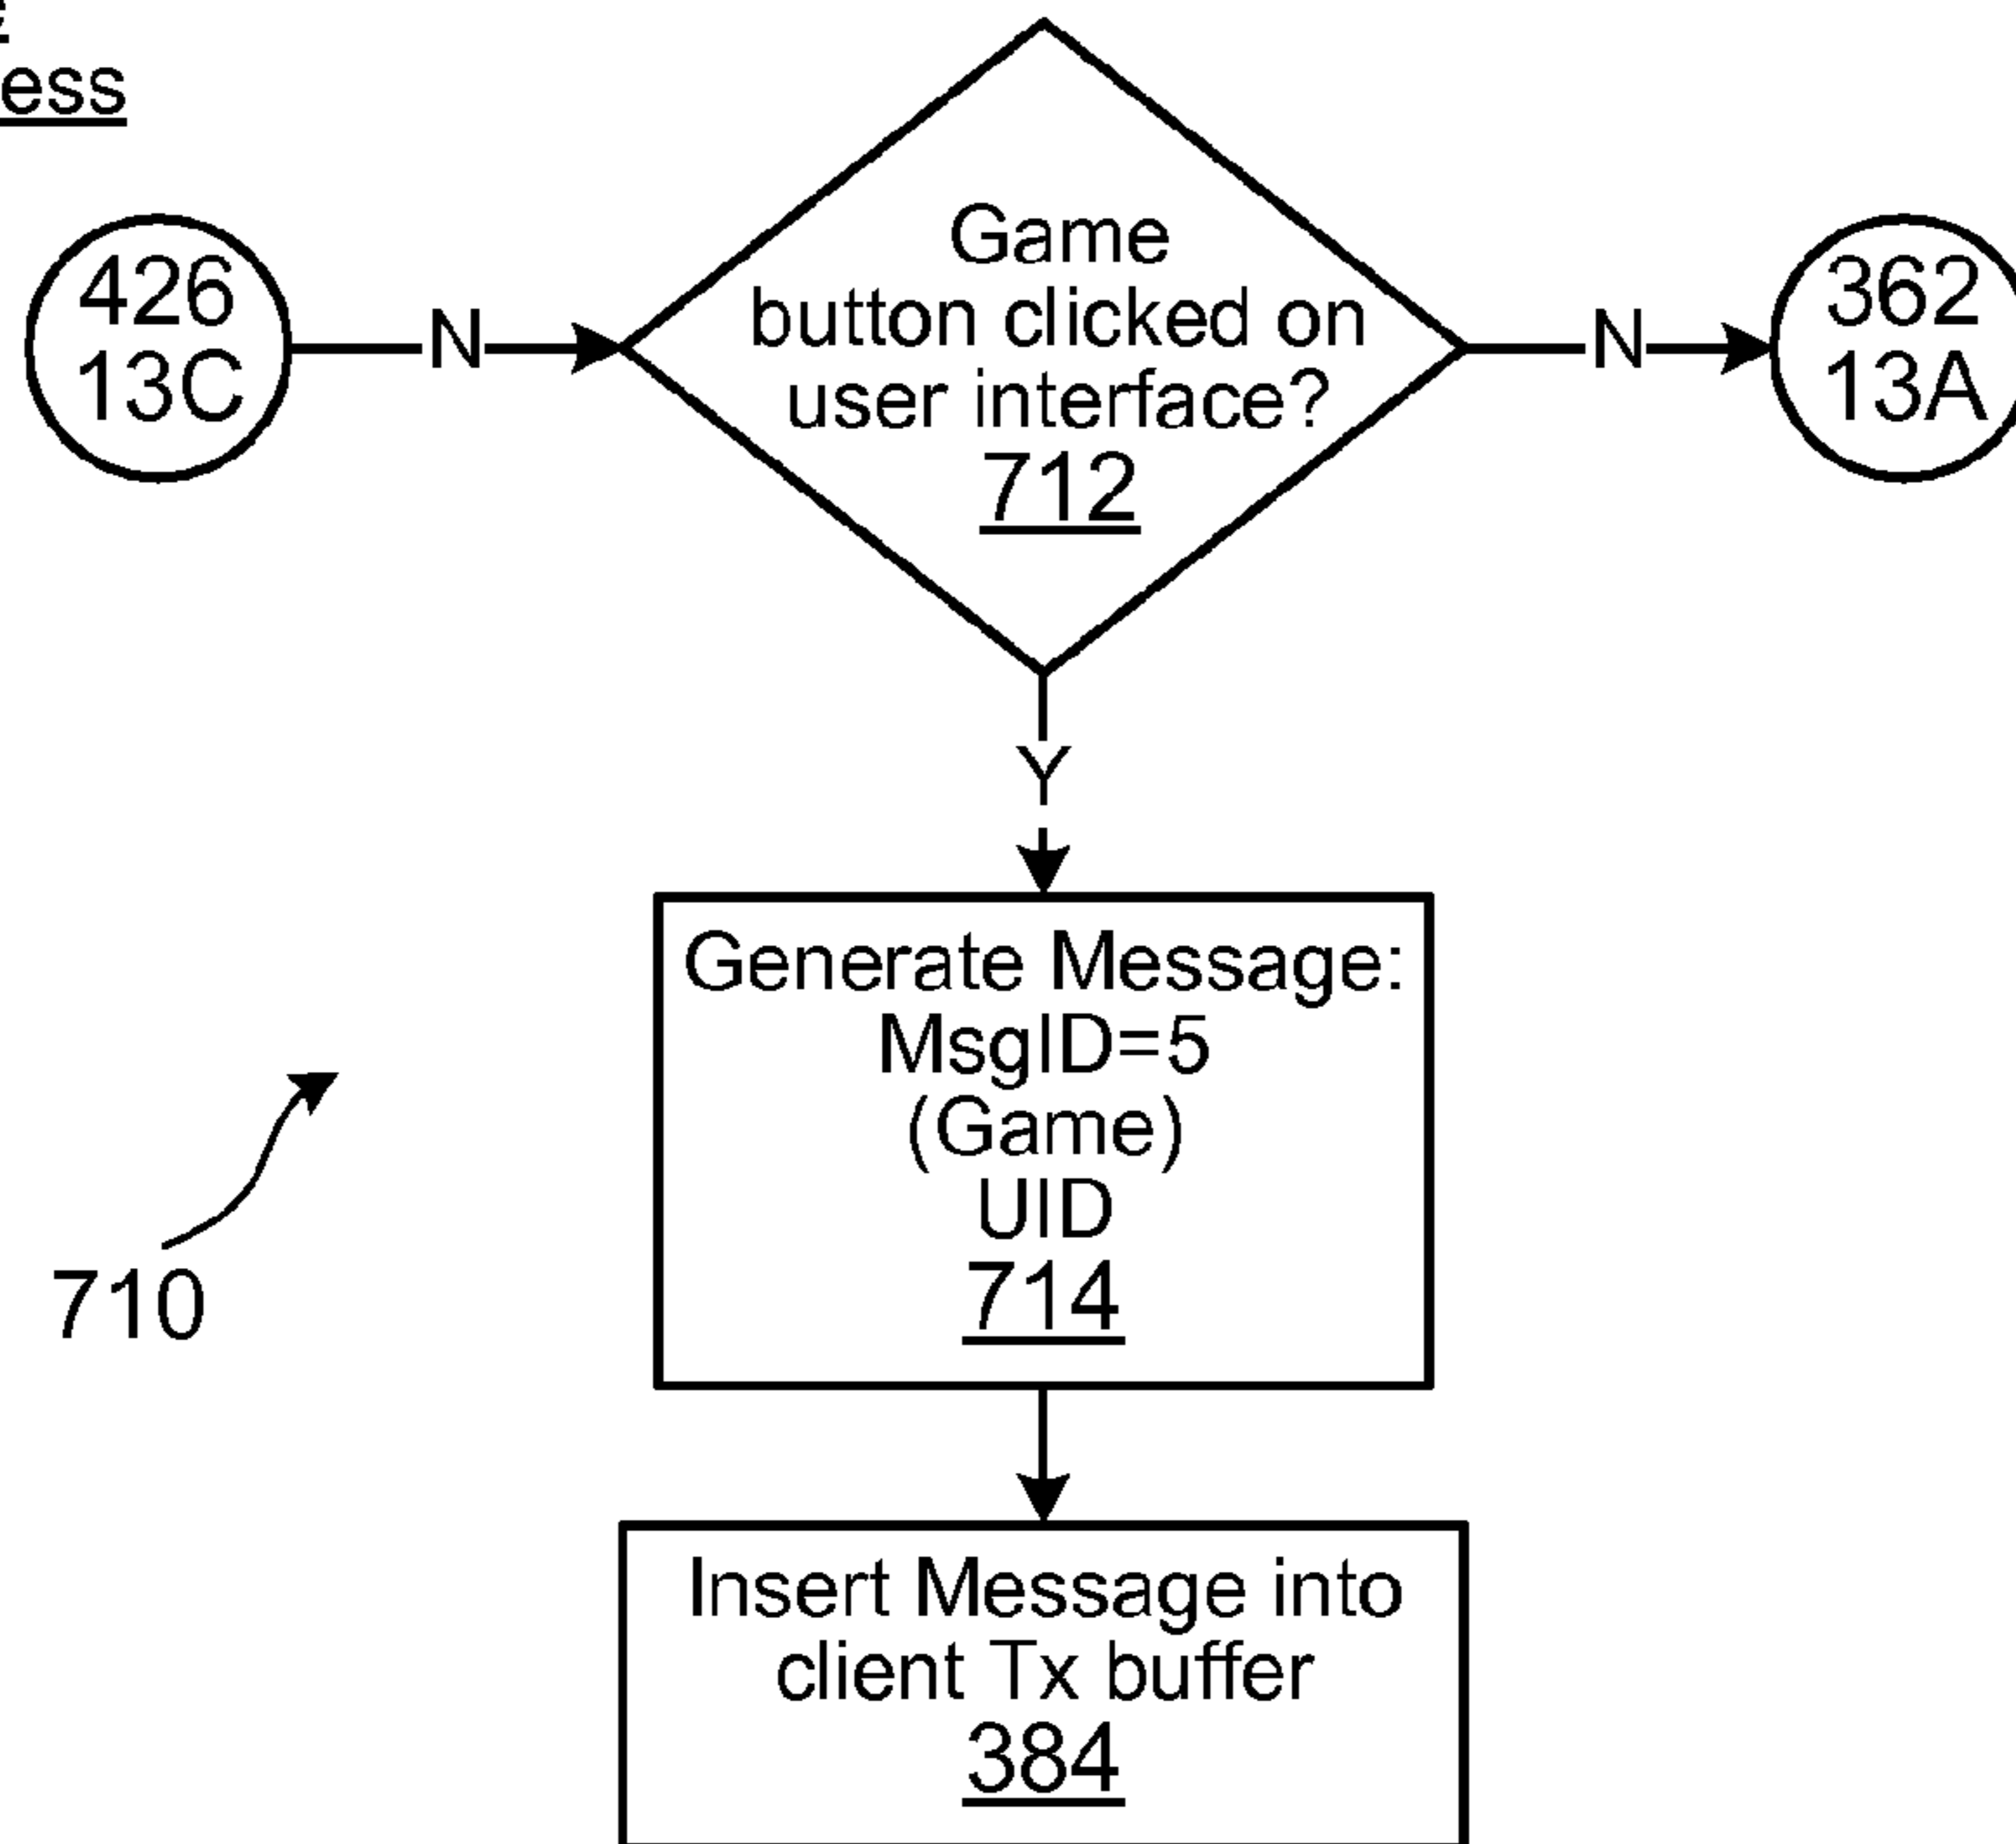 ess
426
13C
N
Game
button clicked on
user interface?
712
N
362
13A
Y
Generate Message:
MsgID=5
(Game)
UID
714
710
Insert Message into
client Tx buffer
384